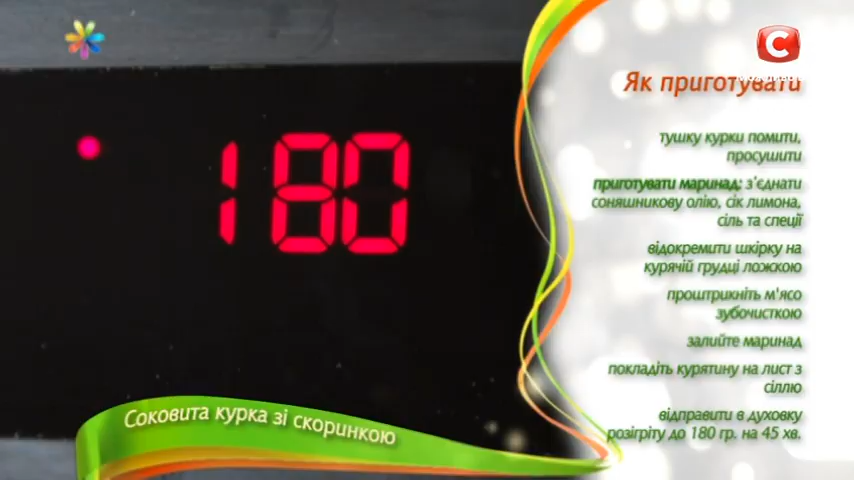 С
Як приготувати
180
тушку курки помити,
просушити
приготувати маринад: з'єднати
соняшникову олію, сік лимона,
сіль та спеції
відокремити шкірку на
курячій грудці ложкою
проштрикніть м'ясо
зубочисткою
залийте маринад
покладіть курятину на лист з
сіллю
відправити в духовку
розігріту до 180 гр. на 45 хв.
Соковита курка зі скоринкою